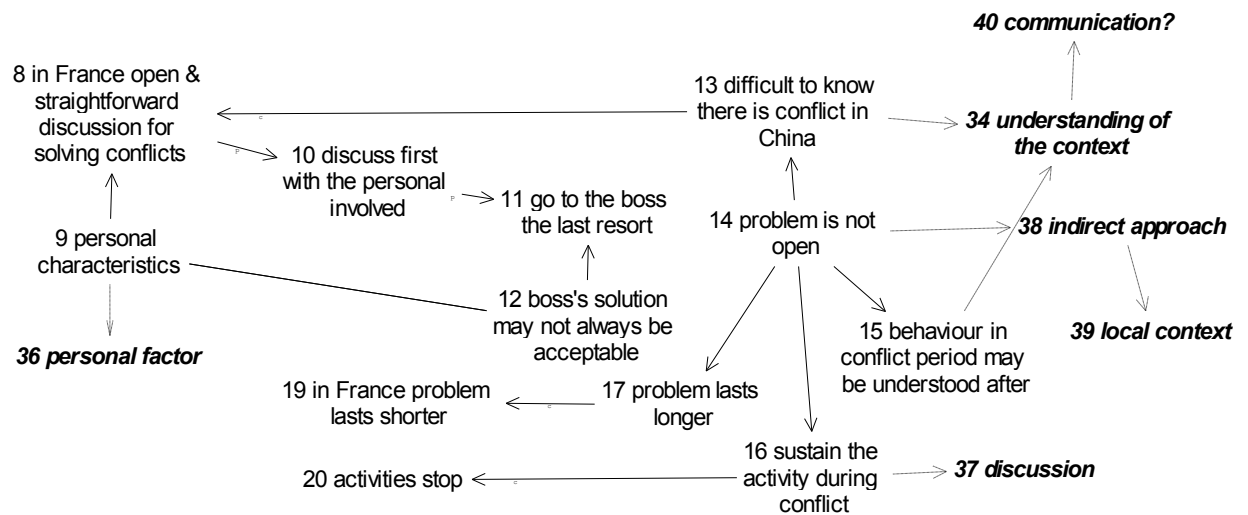 40 communication?
8 in France open &
straightforward
discussion for
solving conflicts
13 difficult to know
there is conflict in
China
34 understanding of
the context
10 discuss first
with the personal
involved
11 go to the boss
the last resort
14 problem is not
open
38 indirect approach
9 personal
characteristics
12 boss's solution
may not always be
acceptable
15 behaviour in
conflict period may
be understood after
39 local context
36 personal factor
19 in France problem
lasts shorter
17 problem lasts
longer
16 sustain the
activity during
conflict
20 activities stop
37 discussion